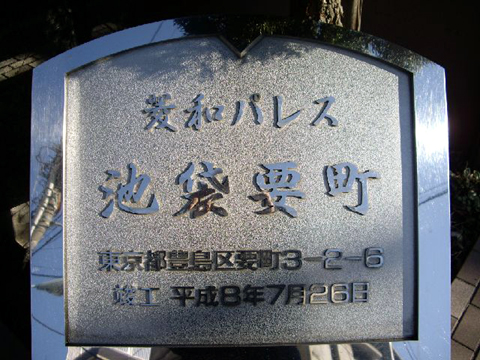 菱和パレス
池袋要町
東京都豊島区要町3-2-6
竣工 平成8年7月26日